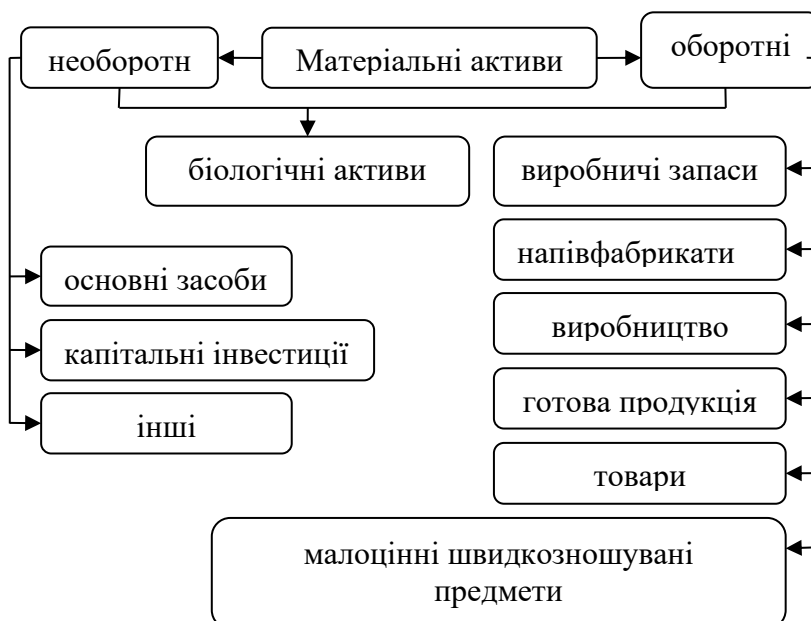 необоротн
Матеріальні активи
оборотні
біологічні активи
виробничі запаси
напівфабрикати
основні засоби
виробництво
капітальні інвестиції
готова продукція
інші
товари
малоцінні швидкозношувані
предмети